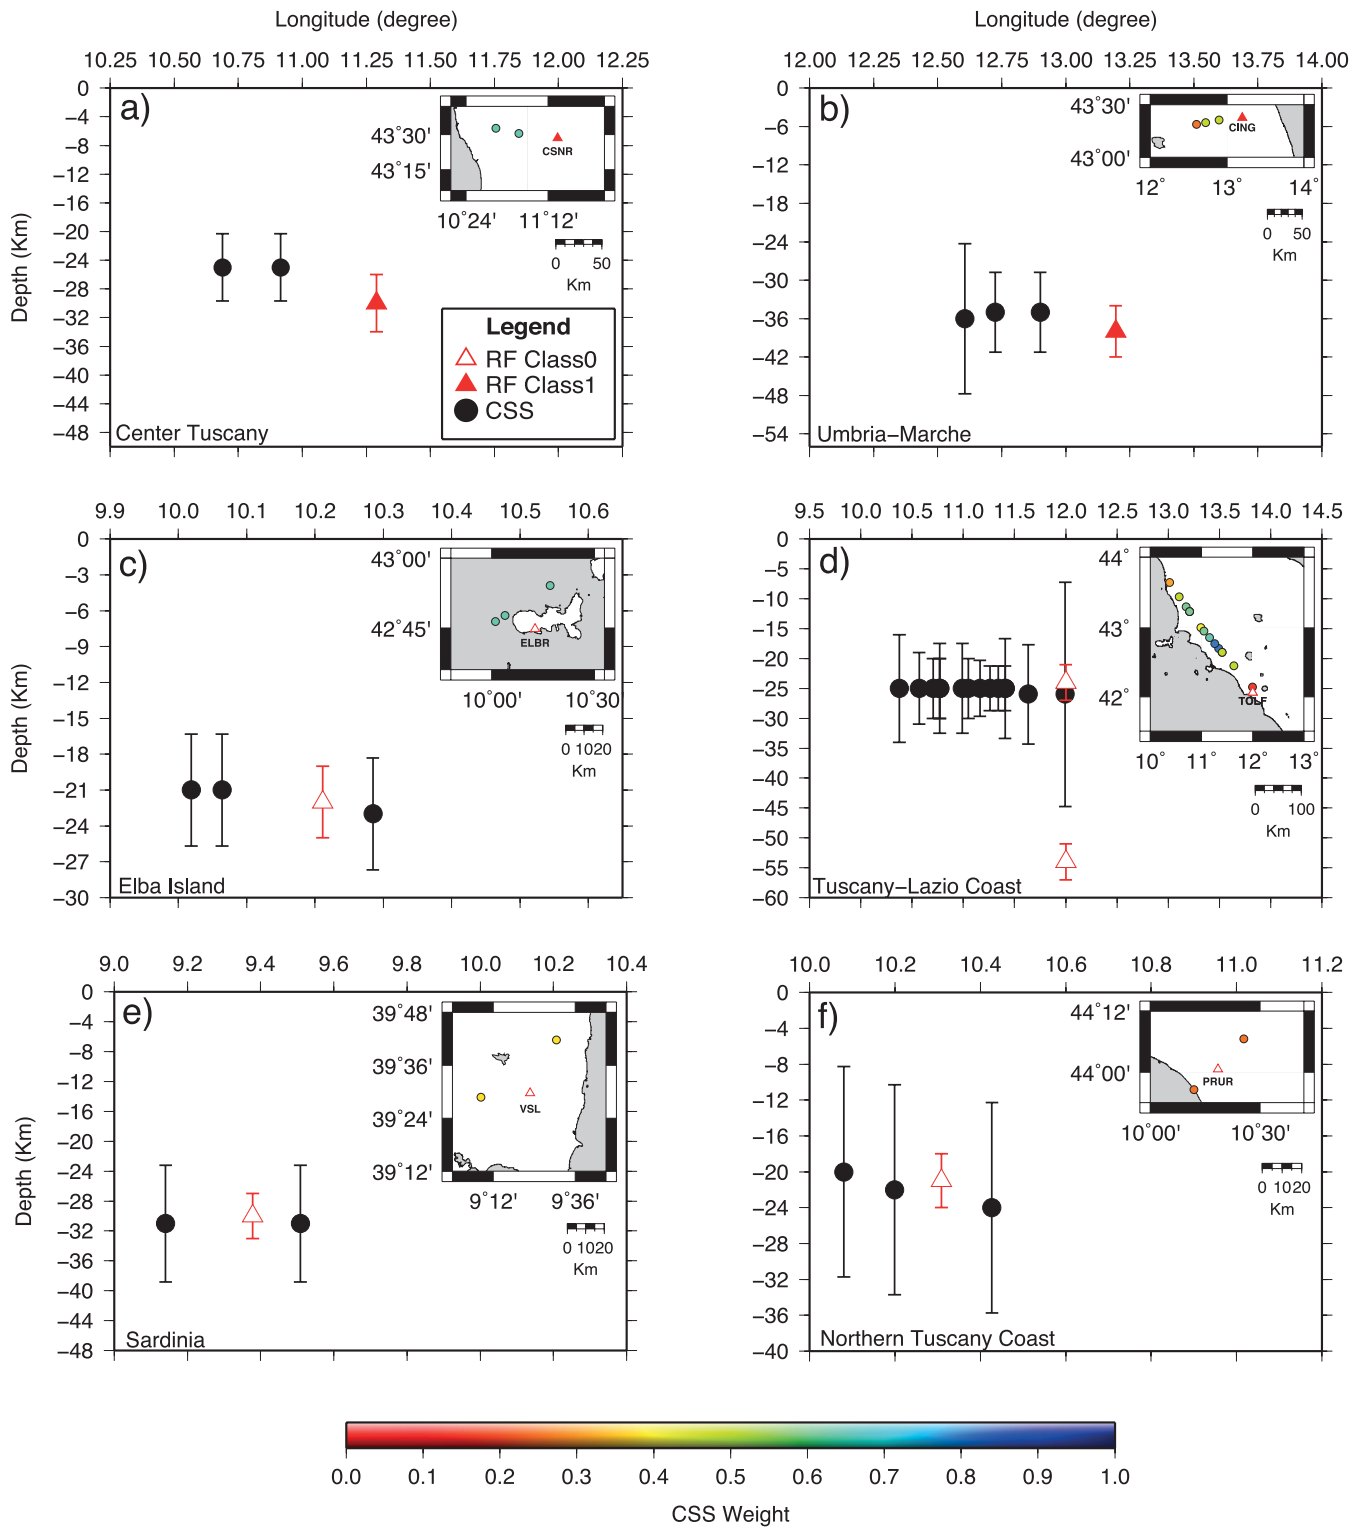 Longitude (degree)
Longitude (degree)
10.25 10.50 10.75 11.00 11.25 11.50 11.75 12.00 12.25
12.00 12.25 12.50 12.75 13.00 13.25 13.50 13.75 14.00
Depth (Km)
0
−4
−8
−12
−16
−20
−24
−28
−32
−36
−40
−44
−48
a)
43˚30'
43˚15'
CSNR
10˚24' 11˚12'
0 50
Km
Legend
RF Class0
RF Class1
CSS
Center Tuscany
0
−6
−12
−18
−24
−30
−36
−42
−48
−54
b)
43˚30'
43˚00'
CING
12˚ 13˚ 14˚
0 50
Km
Umbria−Marche
9.9 10.0 10.1 10.2 10.3 10.4 10.5 10.6
9.5 10.0 10.5 11.0 11.5 12.0 12.5 13.0 13.5 14.0 14.5
Depth (Km)
0
−3
−6
−9
−12
−15
−18
−21
−24
−27
−30
c)
43˚00'
42˚45'
ELBR
10˚00' 10˚30'
0 1020
Km
Elba Island
0
−5
−10
−15
−20
−25
−30
−35
−40
−45
−50
−55
−60
d)
44˚
43˚
42˚
TOLF
10˚ 11˚ 12˚ 13˚
0 100
Km
Tuscany−Lazio Coast
9.0 9.2 9.4 9.6 9.8 10.0 10.2 10.4
10.0 10.2 10.4 10.6 10.8 11.0 11.2
Depth (Km)
0
−4
−8
−12
−16
−20
−24
−28
−32
−36
−40
−44
−48
e)
39˚48'
39˚36'
39˚24'
39˚12'
VSL
9˚12' 9˚36'
0 1020
Km
Sardinia
0
−4
−8
−12
−16
−20
−24
−28
−32
−36
−40
f)
44˚12'
44˚00'
PRUR
10˚00' 10˚30'
0 1020
Km
Northern Tuscany Coast
0.0 0.1 0.2 0.3 0.4 0.5 0.6 0.7 0.8 0.9 1.0
CSS Weight